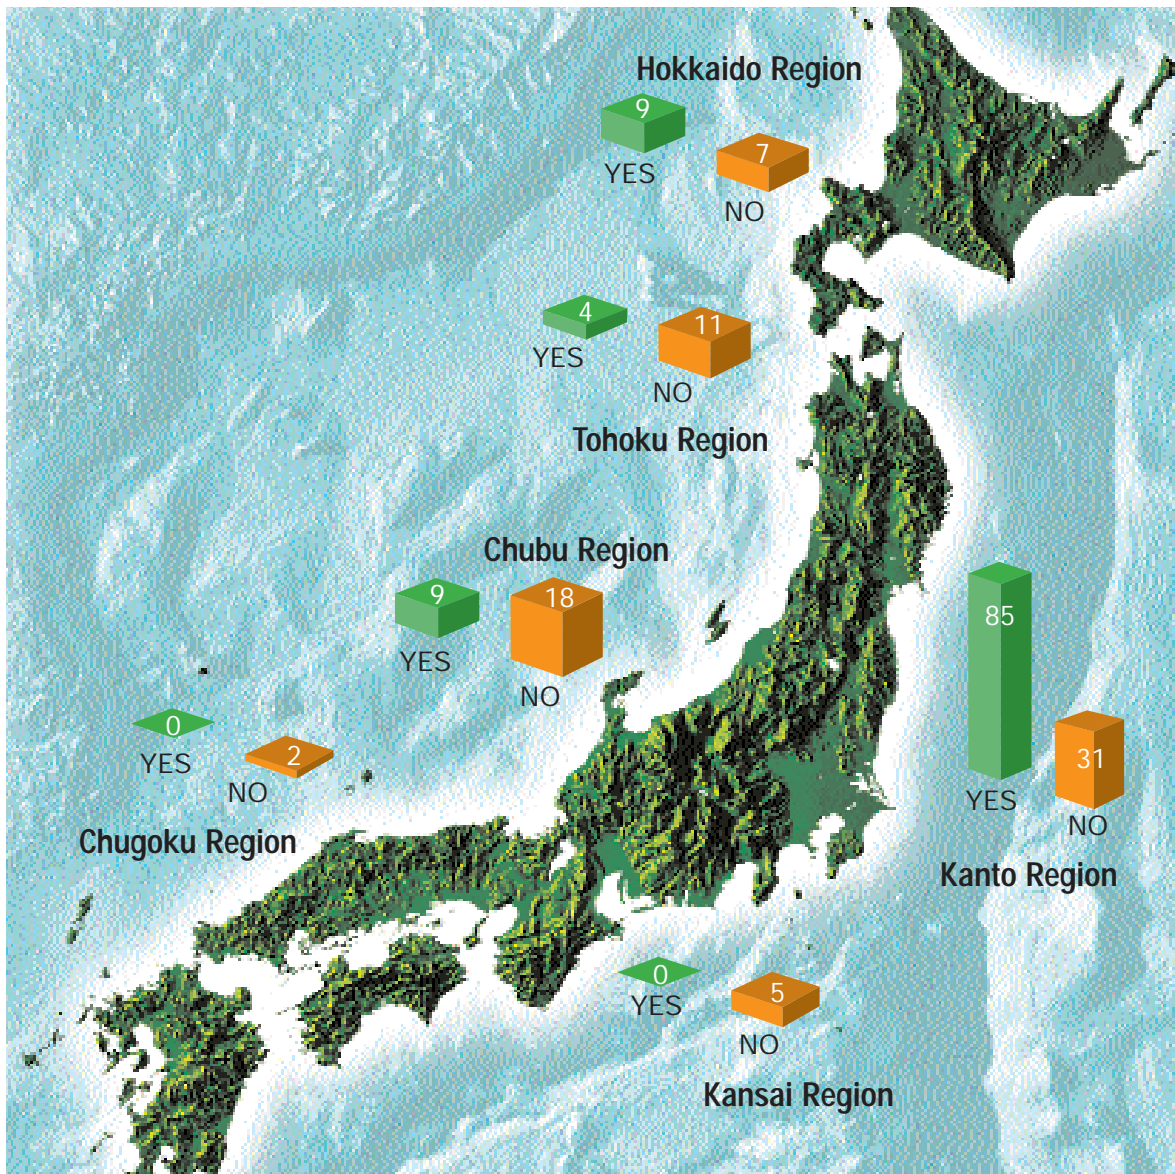 Hokkaido Region
9
YES
7
NO
4
YES
11
NO
Tohoku Region
Chubu Region
9
YES
18
NO
85
YES
31
NO
Kanto Region
0
YES
2
NO
Chugoku Region
0
YES
5
NO
Kansai Region